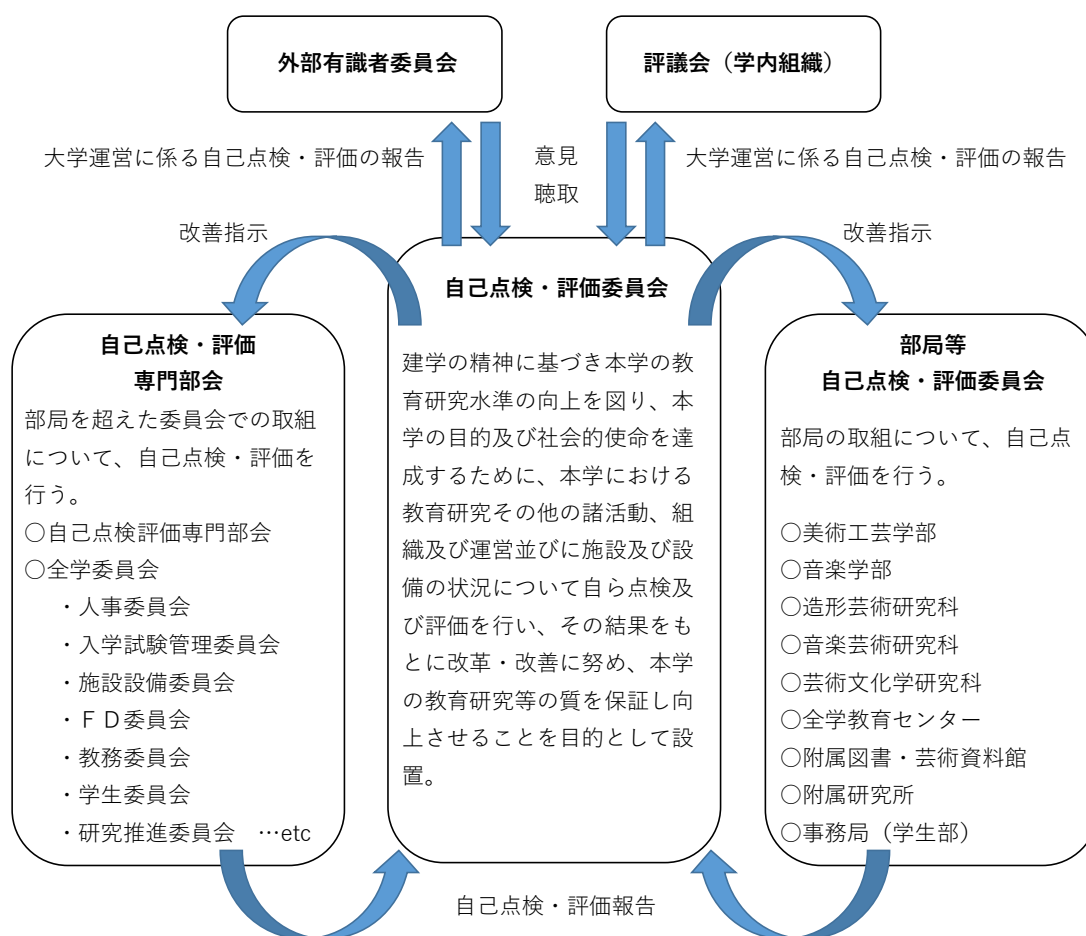 外部有識者委員会
評議会（学内組織）
大学運営に係る自己点検・評価の報告
意見
聴取
大学運営に係る自己点検・評価の報告
改善指示
改善指示
自己点検・評価委員会
建学の精神に基づき本学の教
育研究水準の向上を図り、本
学の目的及び社会的使命を達
成するために、本学における
教育研究その他の諸活動、組
織及び運営並びに施設及び設
備の状況について自ら点検及
び評価を行い、その結果をも
とに改革・改善に努め、本学
の教育研究等の質を保証し向
上させることを目的として設
置。
自己点検・評価
専門部会
部局を超えた委員会での取組
について、自己点検・評価を
行う。
○自己点検評価専門部会
○全学委員会
・人事委員会
・入学試験管理委員会
・施設設備委員会
・ＦＤ委員会
・教務委員会
・学生委員会
・研究推進委員会　…etc
部局等
自己点検・評価委員会
部局の取組について、自己点
検・評価を行う。
○美術工芸学部
○音楽学部
○造形芸術研究科
○音楽芸術研究科
○芸術文化学研究科
○全学教育センター
○附属図書・芸術資料館
○附属研究所
○事務局（学生部）
自己点検・評価報告